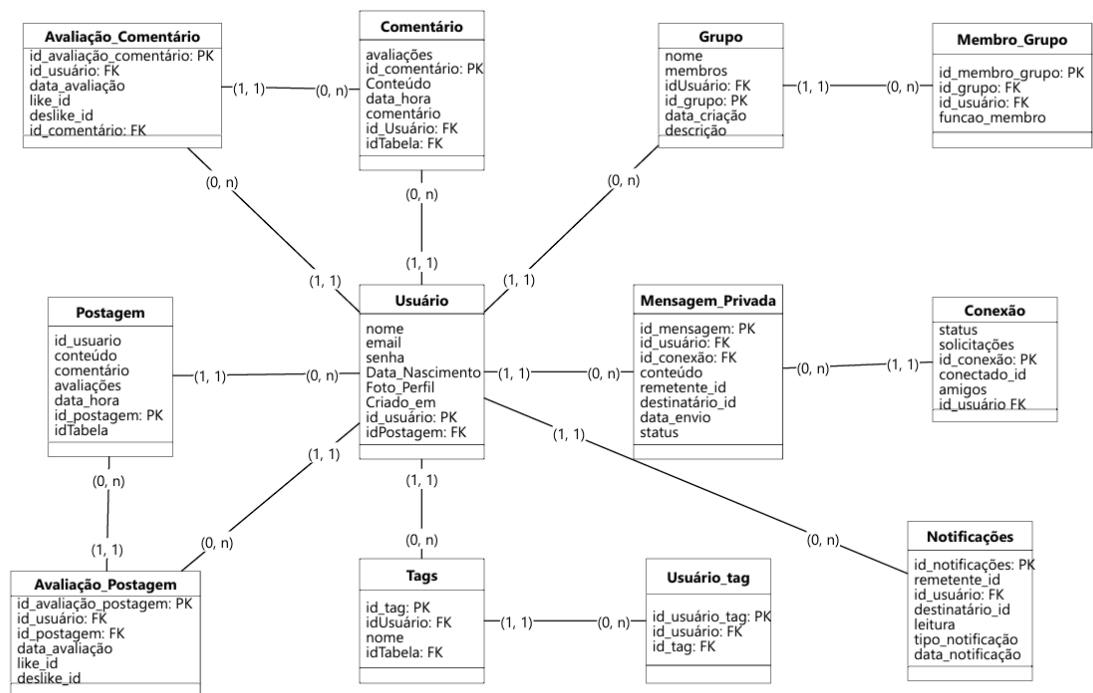 Avaliação_Comentário
id_avaliação_comentário: PK
id_usuário: FK
data_avaliação
like_id
deslike_id
id_comentário: FK
(1, 1)
(0, n)
Comentário
avaliações
id_comentário: PK
Conteúdo
data_hora
comentário
id_Usuário: FK
idTabela: FK
Grupo
nome
membros
idUsuário: FK
id_grupo: PK
data_criação
descrição
(1, 1)
(0, n)
Membro_Grupo
id_membro_grupo: PK
id_grupo: FK
id_usuário: FK
funcao_membro
(0, n)
(0, n)
(0, n)
(1, 1)
(1, 1)
(1, 1)
Postagem
id_usuario
conteúdo
comentário
avaliações
data_hora
id_postagem: PK
idTabela
(1, 1)
(0, n)
Usuário
nome
email
senha
Data_Nascimento
Foto_Perfil
Criado_em
id_usuário: PK
idPostagem: FK
(1, 1)
(0, n)
Mensagem_Privada
id_mensagem: PK
id_usuário: FK
id_conexão: FK
conteúdo
remetente_id
destinatário_id
data_envio
status
(0, n)
(1, 1)
Conexão
status
solicitações
id_conexão: PK
conectado_id
amigos
id_usuário FK
(1, 1)
(1, 1)
(0, n)
(1, 1)
(1, 1)
(0, n)
(0, n)
(0, n)
Avaliação_Postagem
id_avaliação_postagem: PK
id_usuário: FK
id_postagem: FK
data_avaliação
like_id
deslike_id
Tags
id_tag: PK
idUsuário: FK
nome
idTabela: FK
(1, 1)
(0, n)
Usuário_tag
id_usuário_tag: PK
id_usuário: FK
id_tag: FK
Notificações
id_notificações: PK
remetente_id
id_usuário: FK
destinatário_id
leitura
tipo_notificação
data_notificação